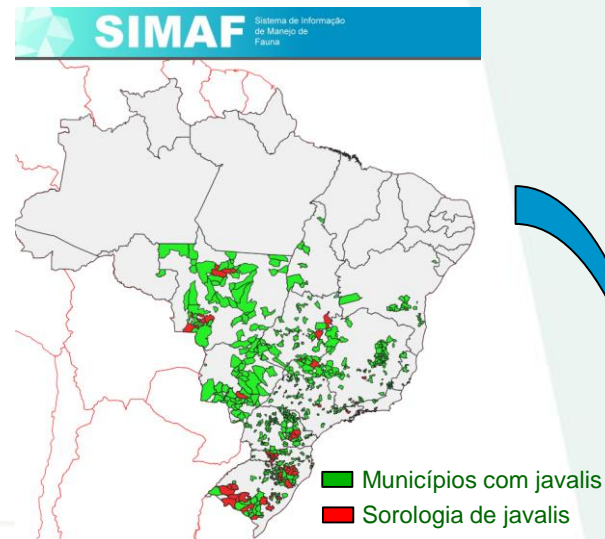 SIMAF
Sistema de Informação
de Manejo de
Fauna
Municípios com javalis
Sorologia de javalis